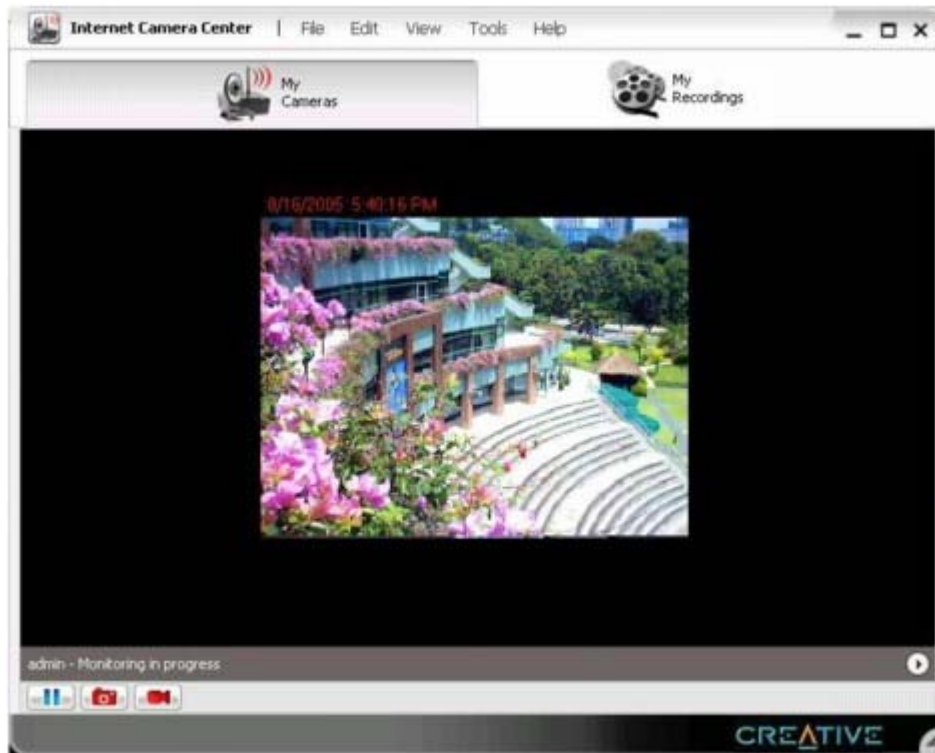 Internet Camera Center | File Edit View Tools Help
My
Cameras
My
Recordings
8/16/2005 5:40:16 PM
admin - Monitoring in progress
CREATIVE